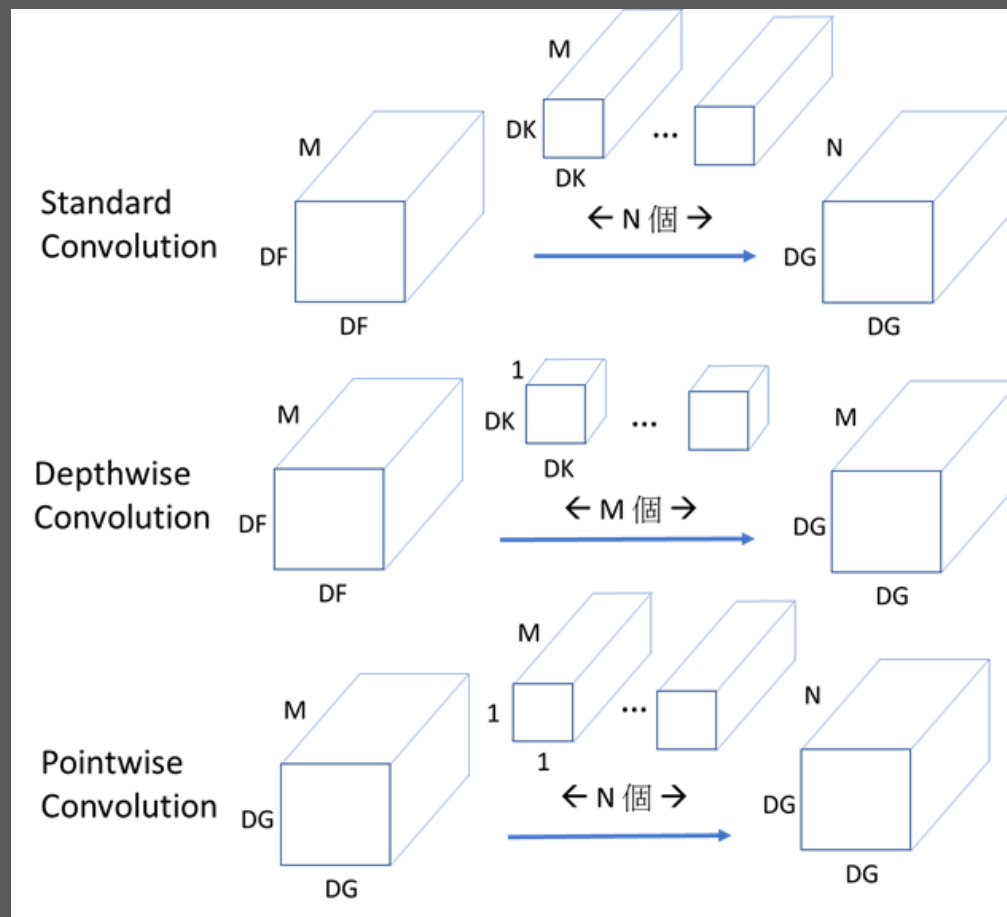 M
DK
DK
...
M
N
Standard
Convolution
← N 個 →
DF
DG
DF
DG
1
DK
DK
...
M
M
Depthwise
Convolution
← M 個 →
DF
DG
DF
DG
M
1
1
...
M
N
Pointwise
Convolution
← N 個 →
DG
DG
DG
DG